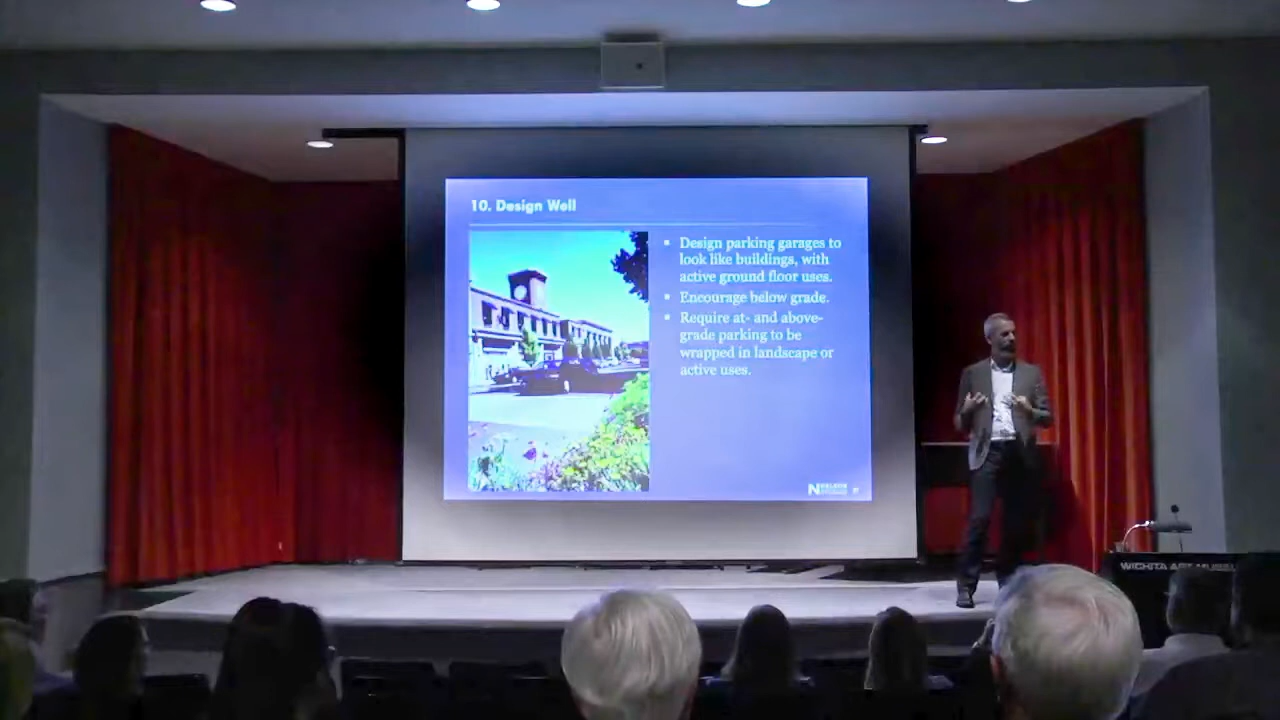 10. Design Well
Design parking garages to
look like buildings, with
active ground floor uses.
Encourage below grade.
Require at- and above-
grade parking to be
wrapped in landscape or
active uses.
WICHITA ART MUSEU